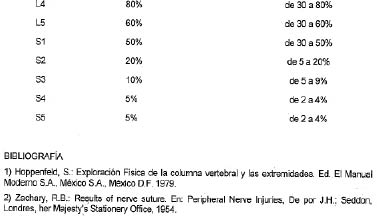 L4 80% de 30 a 80%
L5 60% de 30 a 60%
S1 50% de 30 a 50%
S2 20% de 5 a 20%
S3 10% de 5 a 9%
S4 5% de 2 a 4%
S5 5% de 2 a 4%
BIBLIOGRAFÍA
1) Hoppenfeld, S.: Exploración Física de la columna vertebral y las extremidades. Ed. El Manual
Moderno S.A., México S.A., Mexico D.F. 1979.
2) Zachary, R.B.: Results of nerve suture. En: Peripheral Nerve Injuries, De por J.H.; Seddon,
Londres, her Majesty's Stationery Office, 1954.